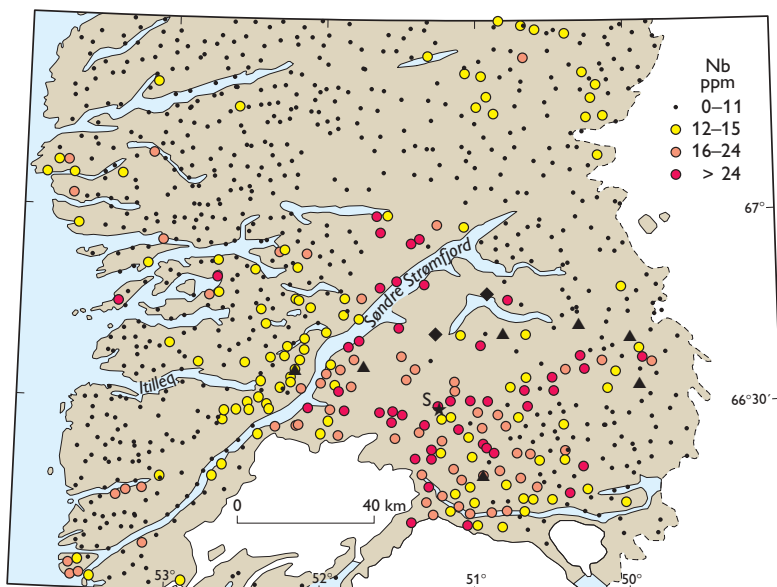 Nb
ppm
0–11
12–15
16–24
> 24
67°
Søndre Strømfjord
Itilleq
S
66°30´
0 40 km
53° 52° 51° 50°